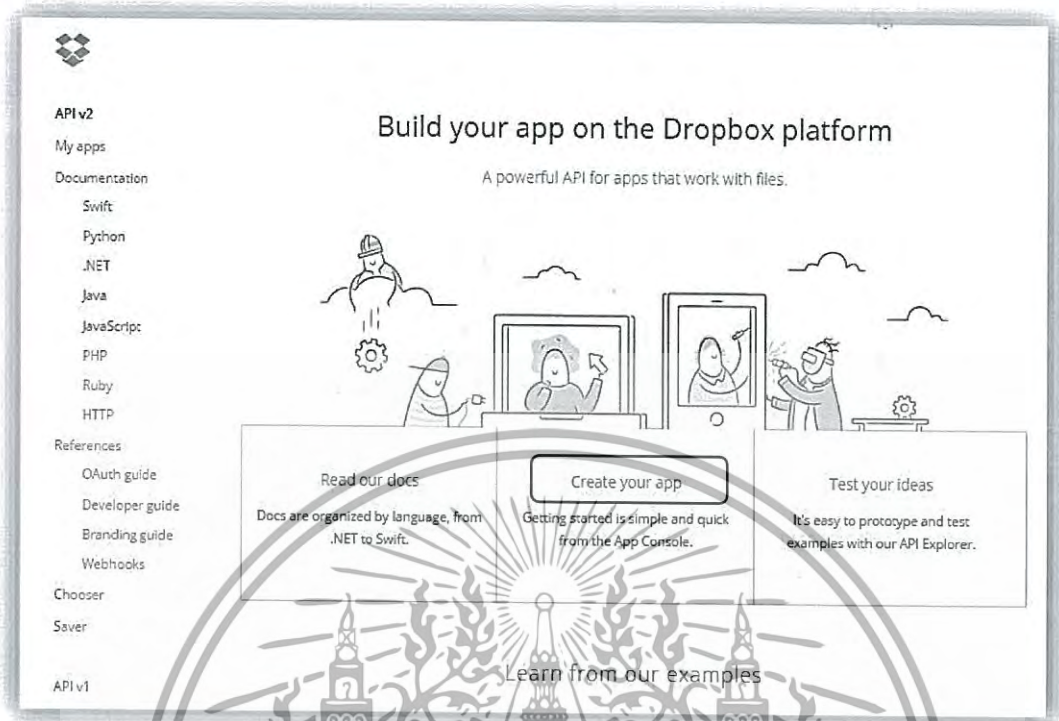 API v2
My apps
Documentation
Swift
Python
.NET
Java
JavaScript
PHP
Ruby
HTTP
References
OAuth guide
Developer guide
Branding guide
Webhooks
Chooser
Saver
API v1
Build your app on the Dropbox platform
A powerful API for apps that work with files.
Read our docs
Docs are organized by language, from
.NET to Swift.
Create your app
Getting started is simple and quick
from the App Console.
Test your ideas
It's easy to prototype and test
examples with our API Explorer.
Learn from our examples